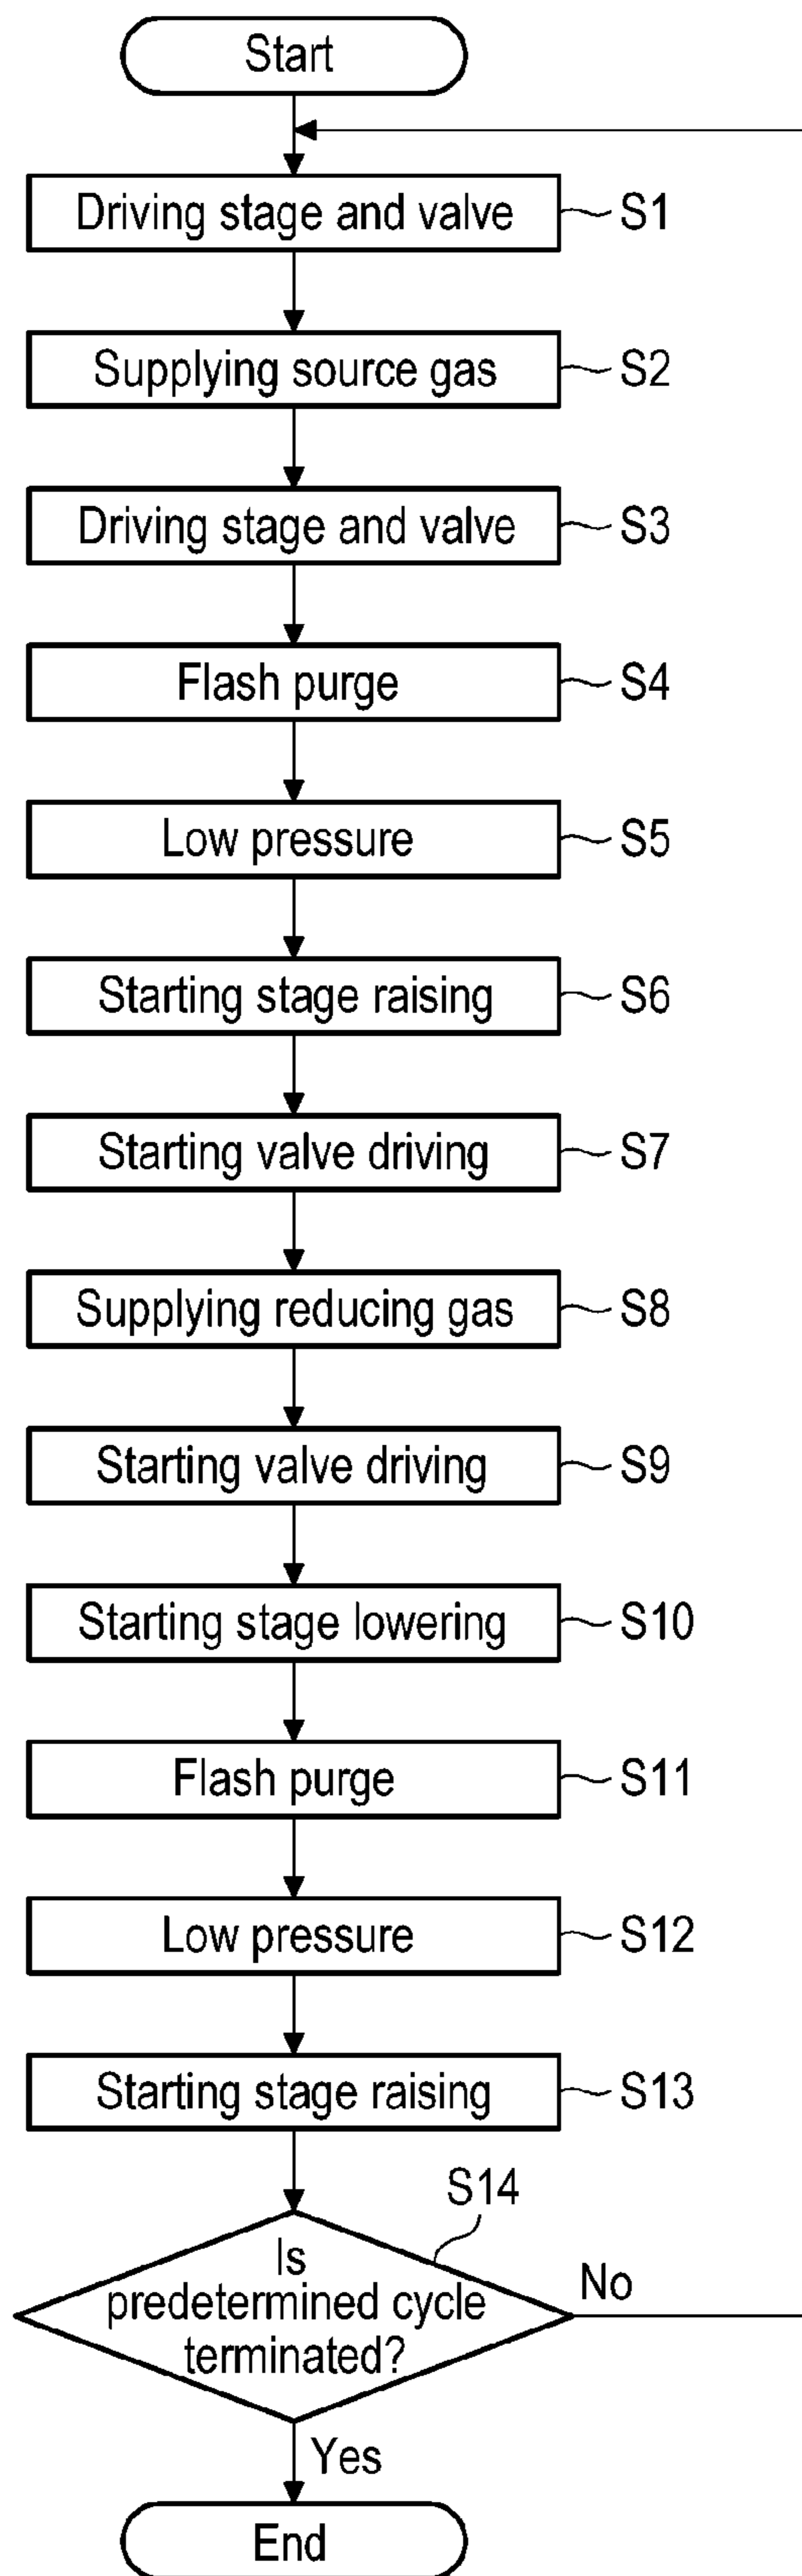 Start
Driving stage and valve
S1
Supplying source gas
S2
Driving stage and valve
S3
Flash purge
S4
Low pressure
S5
Starting stage raising
S6
Starting valve driving
S7
Supplying reducing gas
S8
Starting valve driving
S9
Starting stage lowering
S10
Flash purge
S11
Low pressure
S12
Starting stage raising
S13
S14
Is
predetermined cycle
terminated?
No
Yes
End